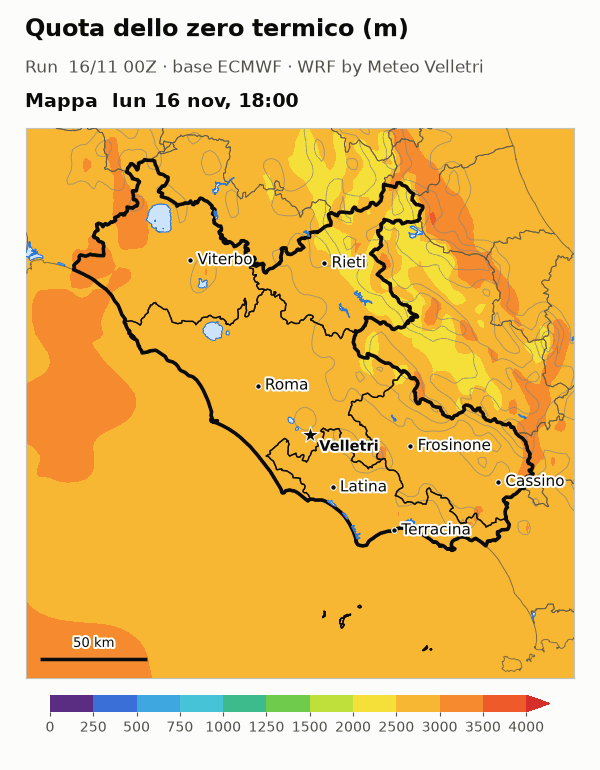 Quota dello zero termico (m)
Run  16/11 00Z · base ECMWF · WRF by Meteo Velletri
Mappa  lun 16 nov, 18:00
Viterbo
Rieti
Roma
Velletri
Frosinone
Cassino
Latina
Terracina
50 km
0 250 500 750 1000 1250 1500 2000 2500 3000 3500 4000